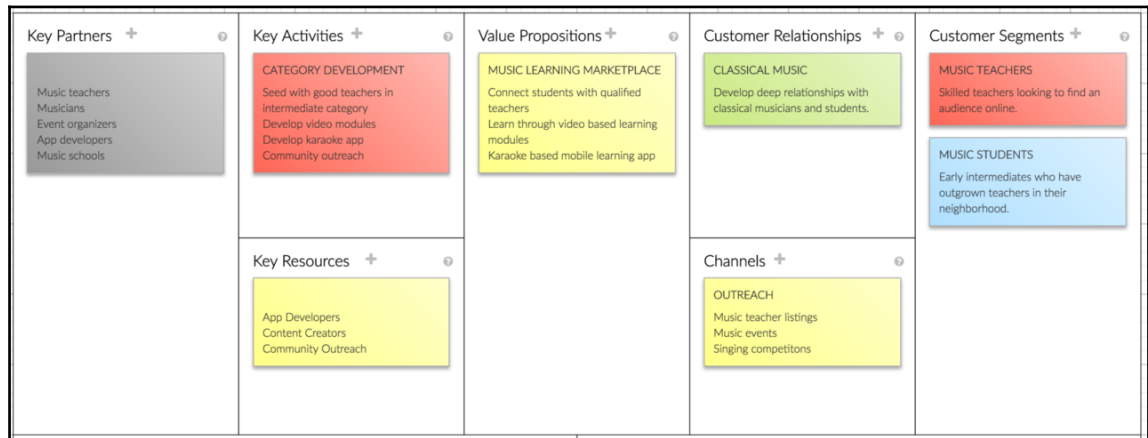 Key Partners +
Music teachers
Musicians
Event organizers
App developers
Music schools
Key Activities +
CATEGORY DEVELOPMENT
Seed with good teachers in
intermediate category
Develop video modules
Develop karaoke app
Community outreach
Key Resources +
App Developers
Content Creators
Community Outreach
Value Propositions +
MUSIC LEARNING MARKETPLACE
Connect students with qualified
teachers
Learn through video based learning
modules
Karaoke based mobile learning app
Customer Relationships +
CLASSICAL MUSIC
Develop deep relationships with
classical musicians and students.
Channels +
OUTREACH
Music teacher listings
Music events
Singing competitons
Customer Segments +
MUSIC TEACHERS
Skilled teachers looking to find an
audience online.
MUSIC STUDENTS
Early intermediates who have
outgrown teachers in their
neighborhood.